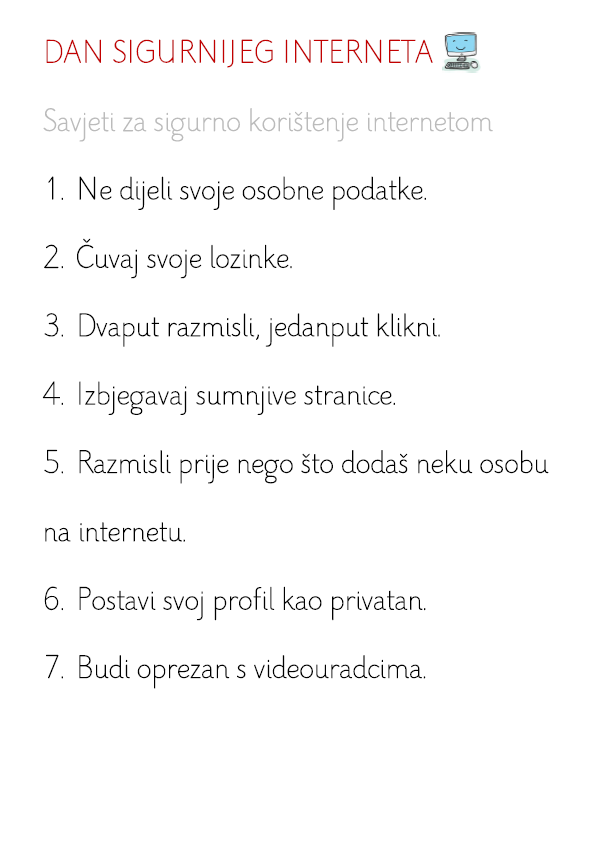 DAN SIGURNIJEG INTERNETA
Savjeti za sigurno korištenje internetom
1. Ne dijeli svoje osobne podatke.
2. Čuvaj svoje lozinke.
3. Dvaput razmisli, jedanput klikni.
4. Izbjegavaj sumnjive stranice.
5. Razmisli prije nego što dodaš neku osobu
na internetu.
6. Postavi svoj profil kao privatan.
7. Budi oprezan s videouradcima.